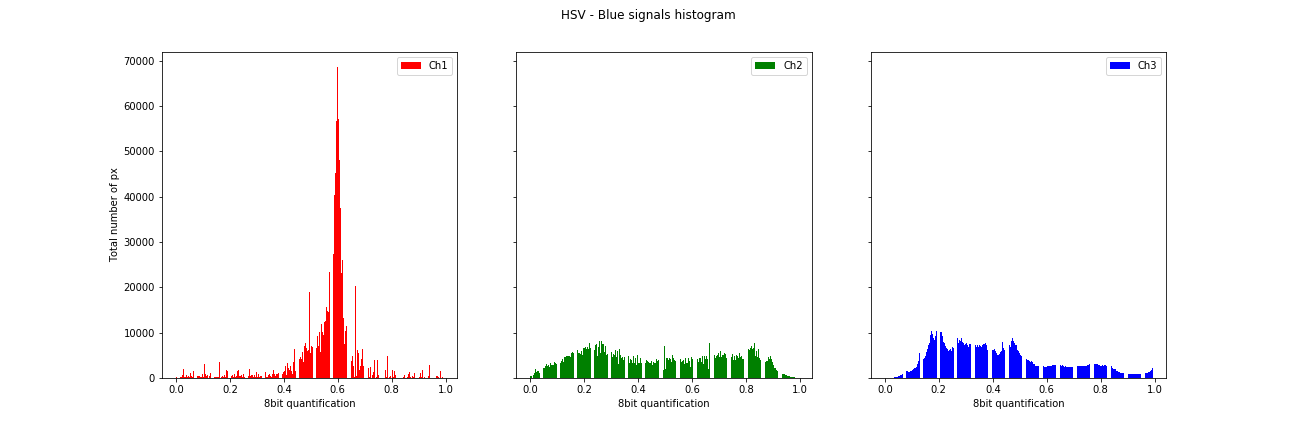 HSV - Blue signals histogram
Total number of px
70000
60000
50000
40000
30000
20000
10000
0
Ch1
0.0 0.2 0.4 0.6 0.8 1.0
8bit quantification
Ch2
0.0 0.2 0.4 0.6 0.8 1.0
8bit quantification
Ch3
0.0 0.2 0.4 0.6 0.8 1.0
8bit quantification